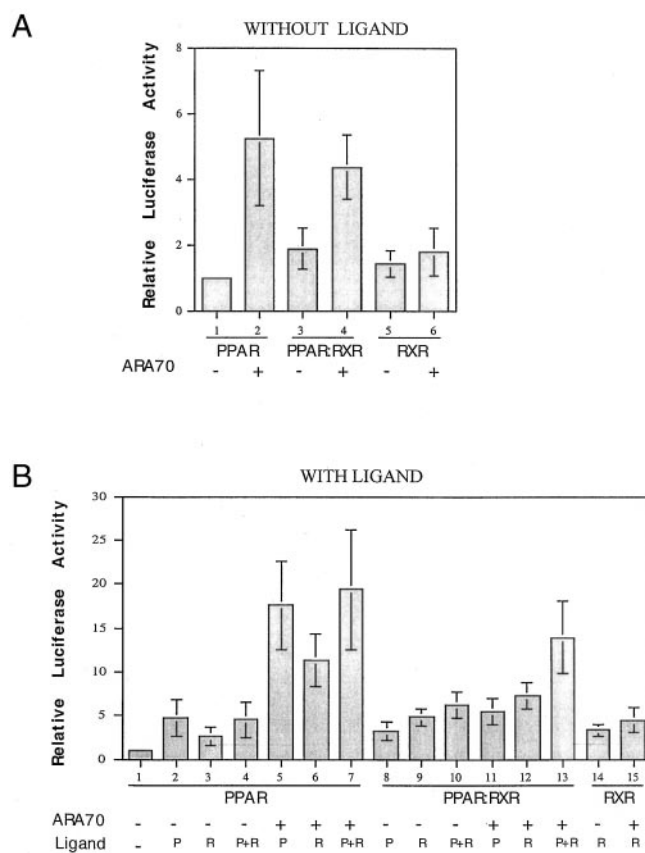 A
WITHOUT LIGAND
Relative Luciferase Activity
8
6
4
2
0
1 2 3 4 5 6
PPAR PPAR:RXR RXR
ARA70 - + - + - +
B
WITH LIGAND
Relative Luciferase Activity
30
25
20
15
10
5
0
1 2 3 4 5 6 7 8 9 10 11 12 13 14 15
PPAR PPAR:RXR RXR
ARA70 - - - - + + + - - - + + + - +
Ligand - P R P+R P R P+R P R P+R P R P+R R R